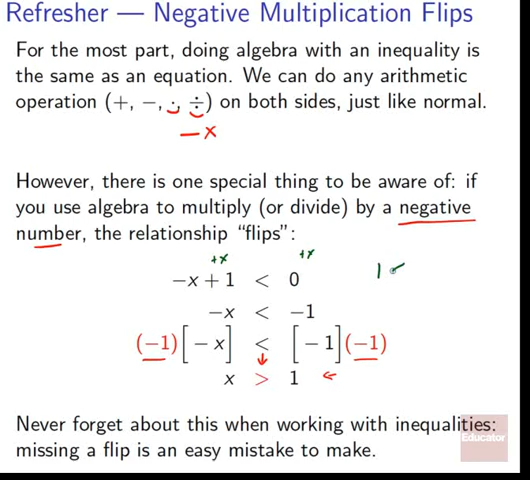 Refresher — Negative Multiplication Flips
For the most part, doing algebra with an inequality is
the same as an equation. We can do any arithmetic
operation (+, −, ·, ÷) on both sides, just like normal.
−x
However, there is one special thing to be aware of: if
you use algebra to multiply (or divide) by a negative
number, the relationship “flips”:
+x +x
−x + 1 < 0
1 <
−x < −1
(−1)[−x] < [−1](−1)
x > 1
Never forget about this when working with inequalities:
missing a flip is an easy mistake to make.
Educator